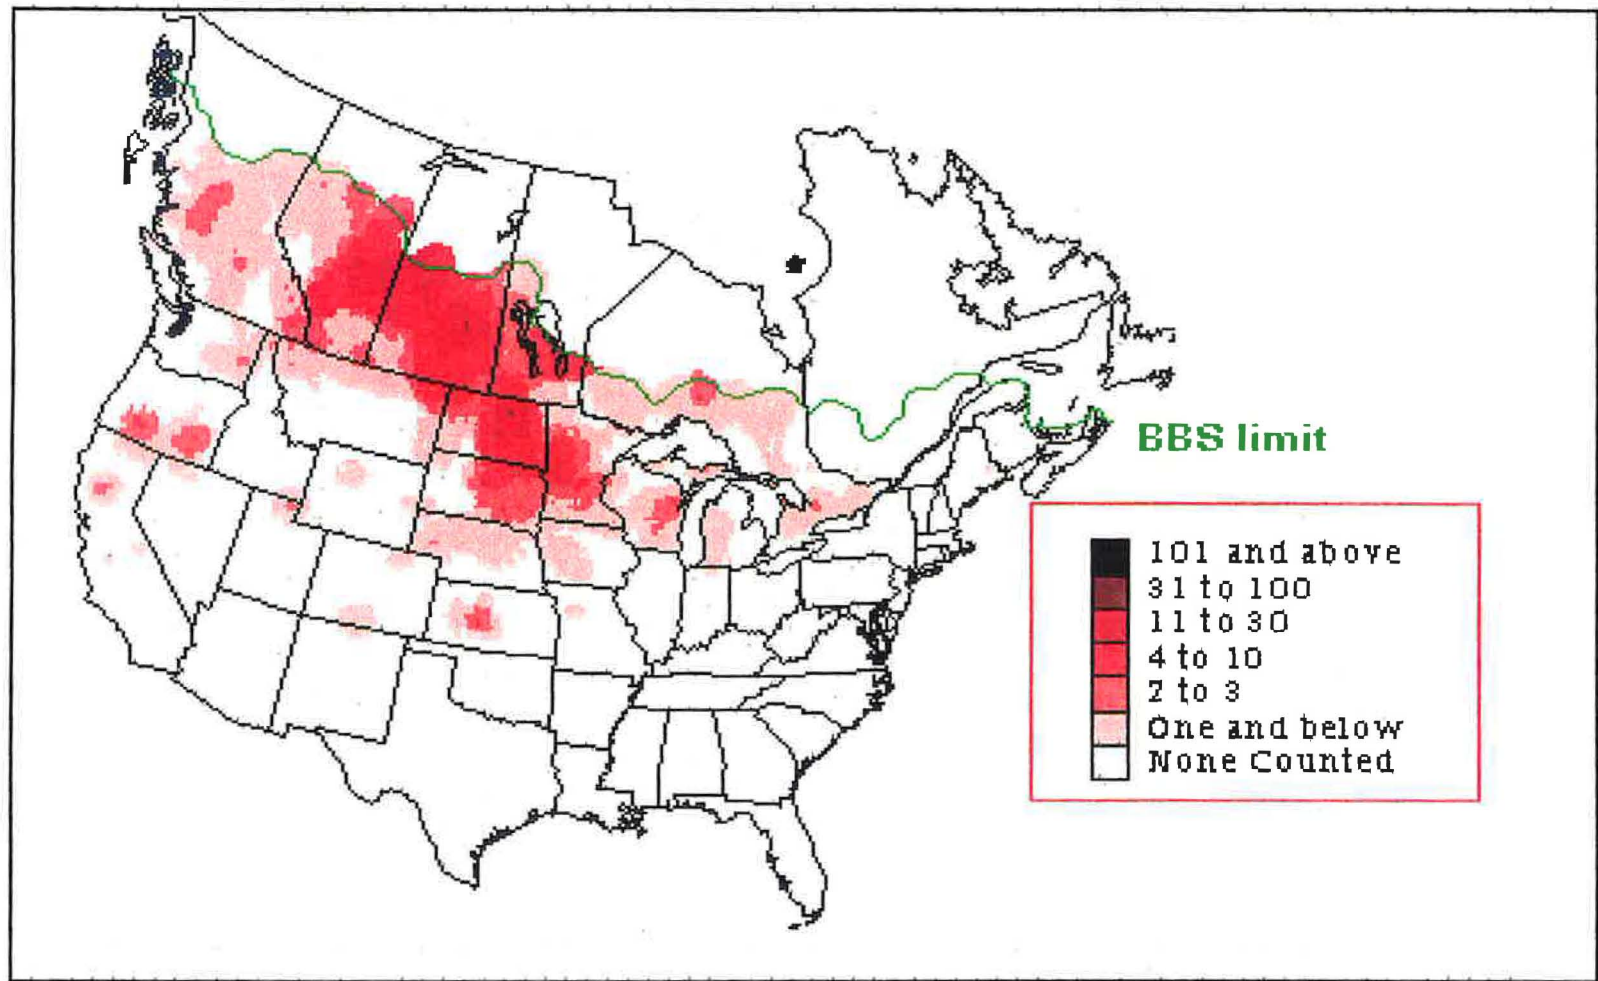 BBS limit
101 and above
31 to 100
11 to 30
4 to 10
2 to 3
One and below
None Counted